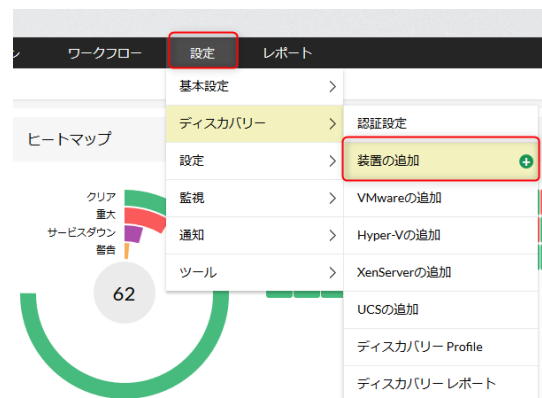 ワークフロー 設定 レポート
基本設定
ディスカバリー
設定
監視
通知
ツール
認証設定
装置の追加
VMwareの追加
Hyper-Vの追加
XenServerの追加
UCSの追加
ディスカバリー Profile
ディスカバリー レポート
ヒートマップ
クリア
重大
サービスダウン
警告
62